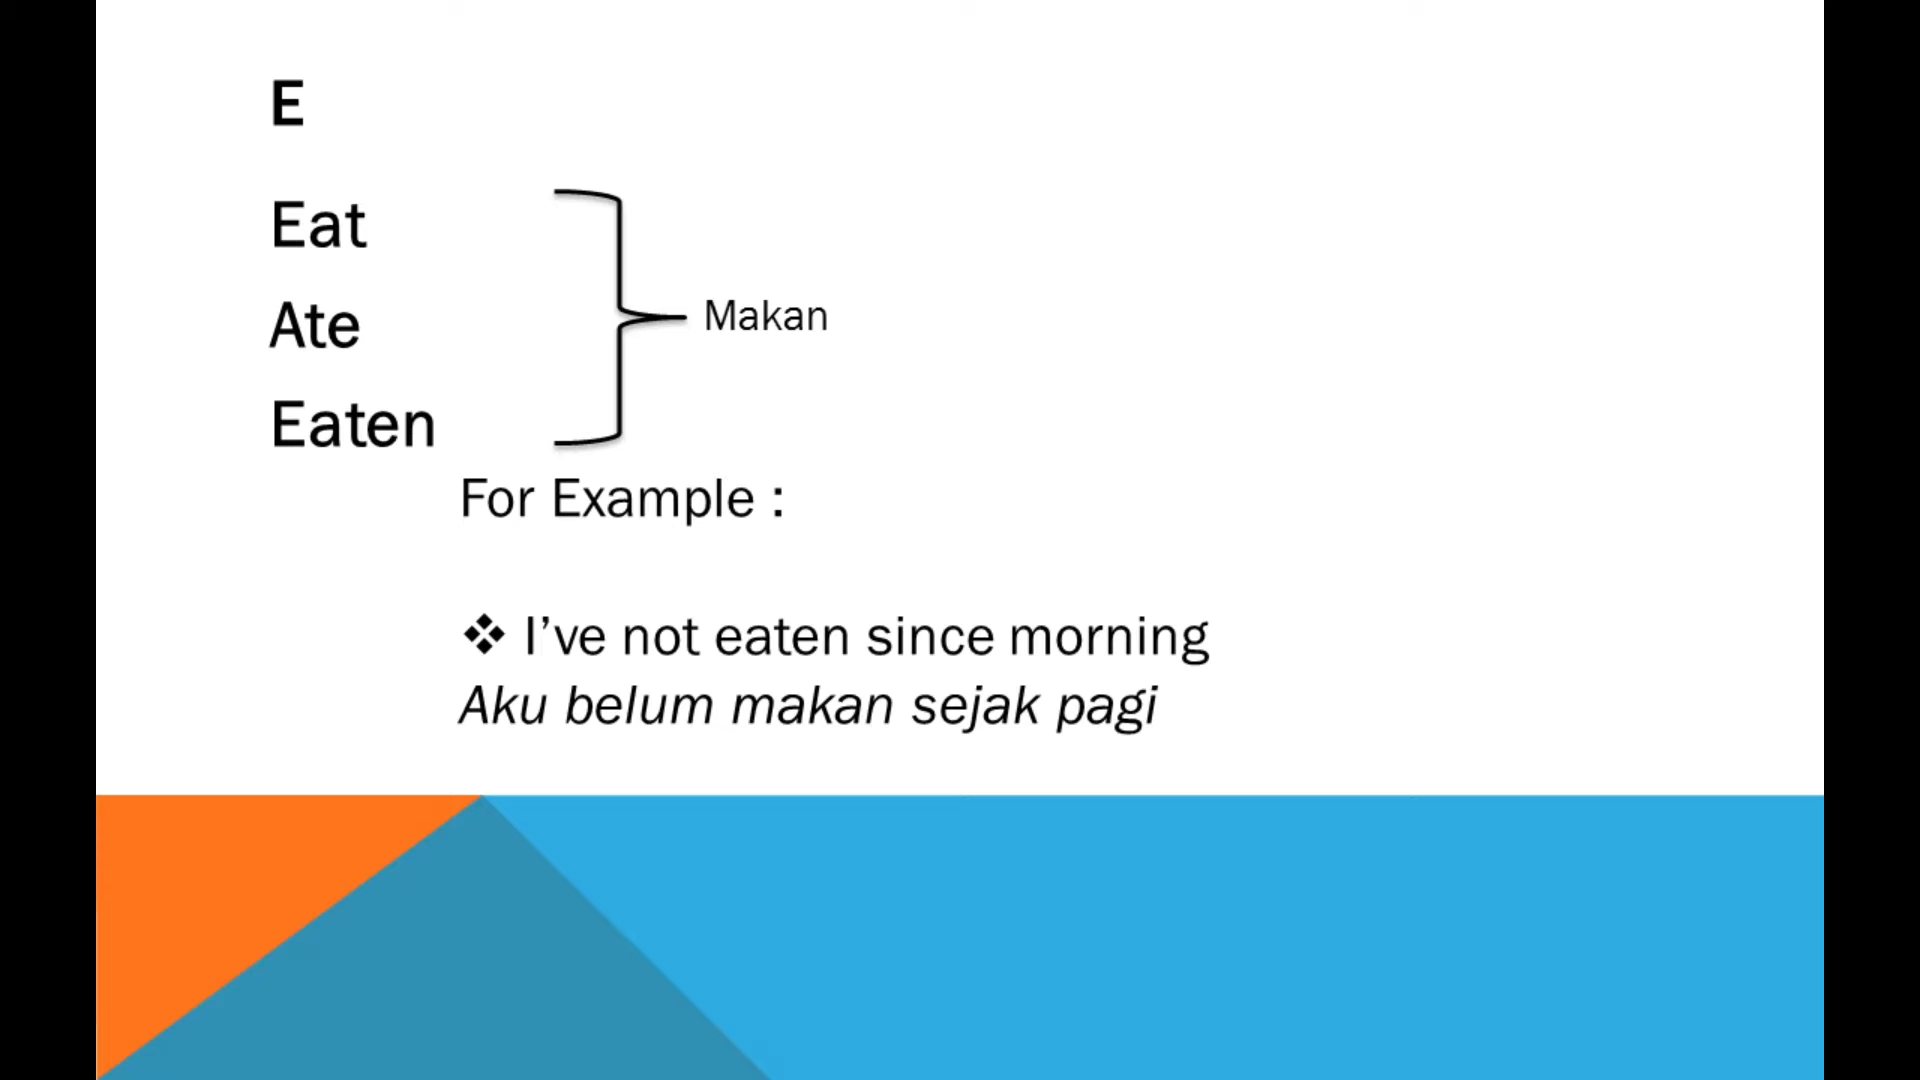 E
Eat
Ate
Eaten
Makan
For Example :
❖ I’ve not eaten since morning
Aku belum makan sejak pagi